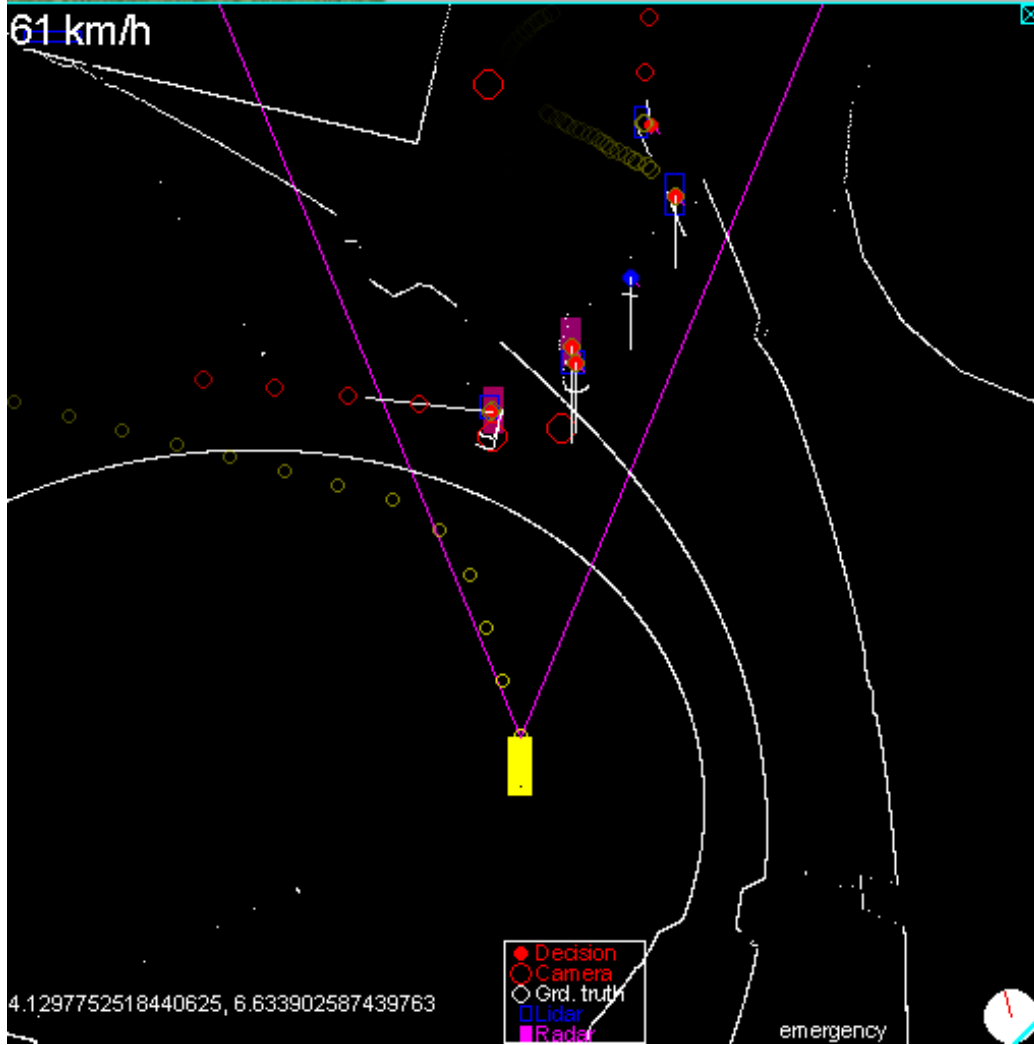 61 km/h
Decision
Camera
Grd. truth
Lidar
Radar
4.1297752518440625, 6.633902587439763
emergency